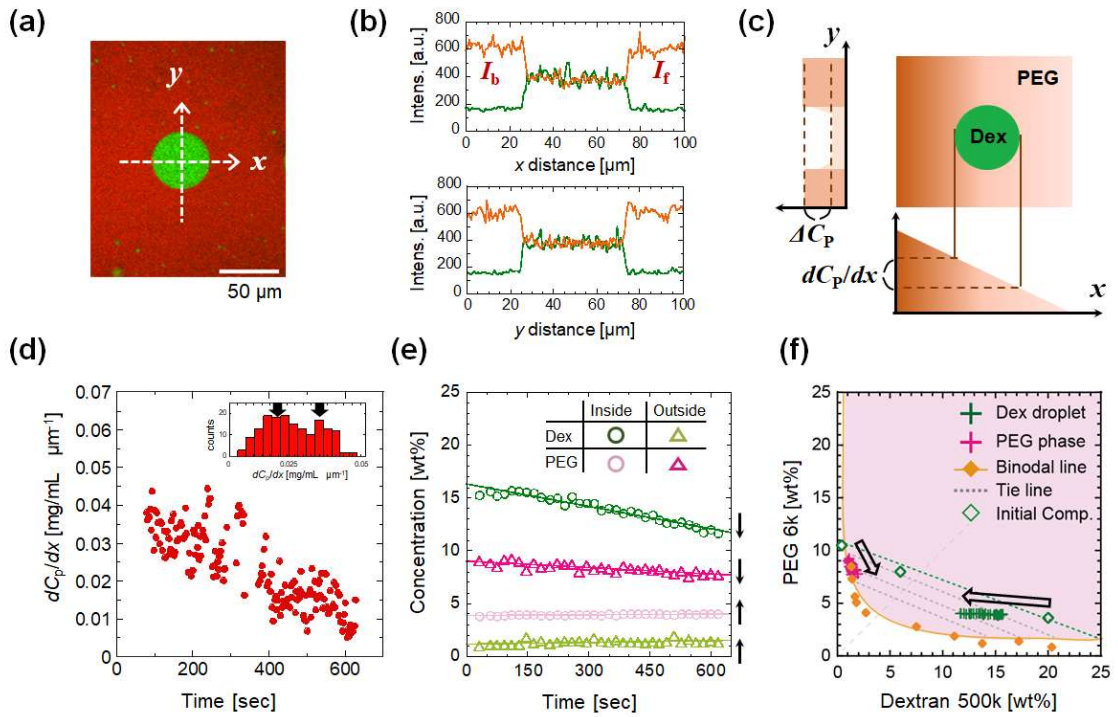 (a)
y
x
50 µm
(b)
800
600
400
200
0
Intens. [a.u.]
I_b
I_f
0 20 40 60 80 100
x distance [µm]
800
600
400
200
0
Intens. [a.u.]
0 20 40 60 80 100
y distance [µm]
(c)
y
PEG
Dex
ΔC_P
dC_P/dx
x
(d)
0.07
0.06
0.05
0.04
0.03
0.02
0.01
0
dC_P/dx [mg/mL µm⁻¹]
20
10
0
counts
0 0.025 0.05
dC_P/dx [mg/mL µm⁻¹]
0 200 400 600
Time [sec]
(e)
25
20
15
10
5
0
Concentration [wt%]
Inside Outside
Dex
PEG
0 150 300 450 600
Time [sec]
(f)
25
20
15
10
5
0
PEG 6k [wt%]
Dex droplet
PEG phase
Binodal line
Tie line
Initial Comp.
0 5 10 15 20 25
Dextran 500k [wt%]